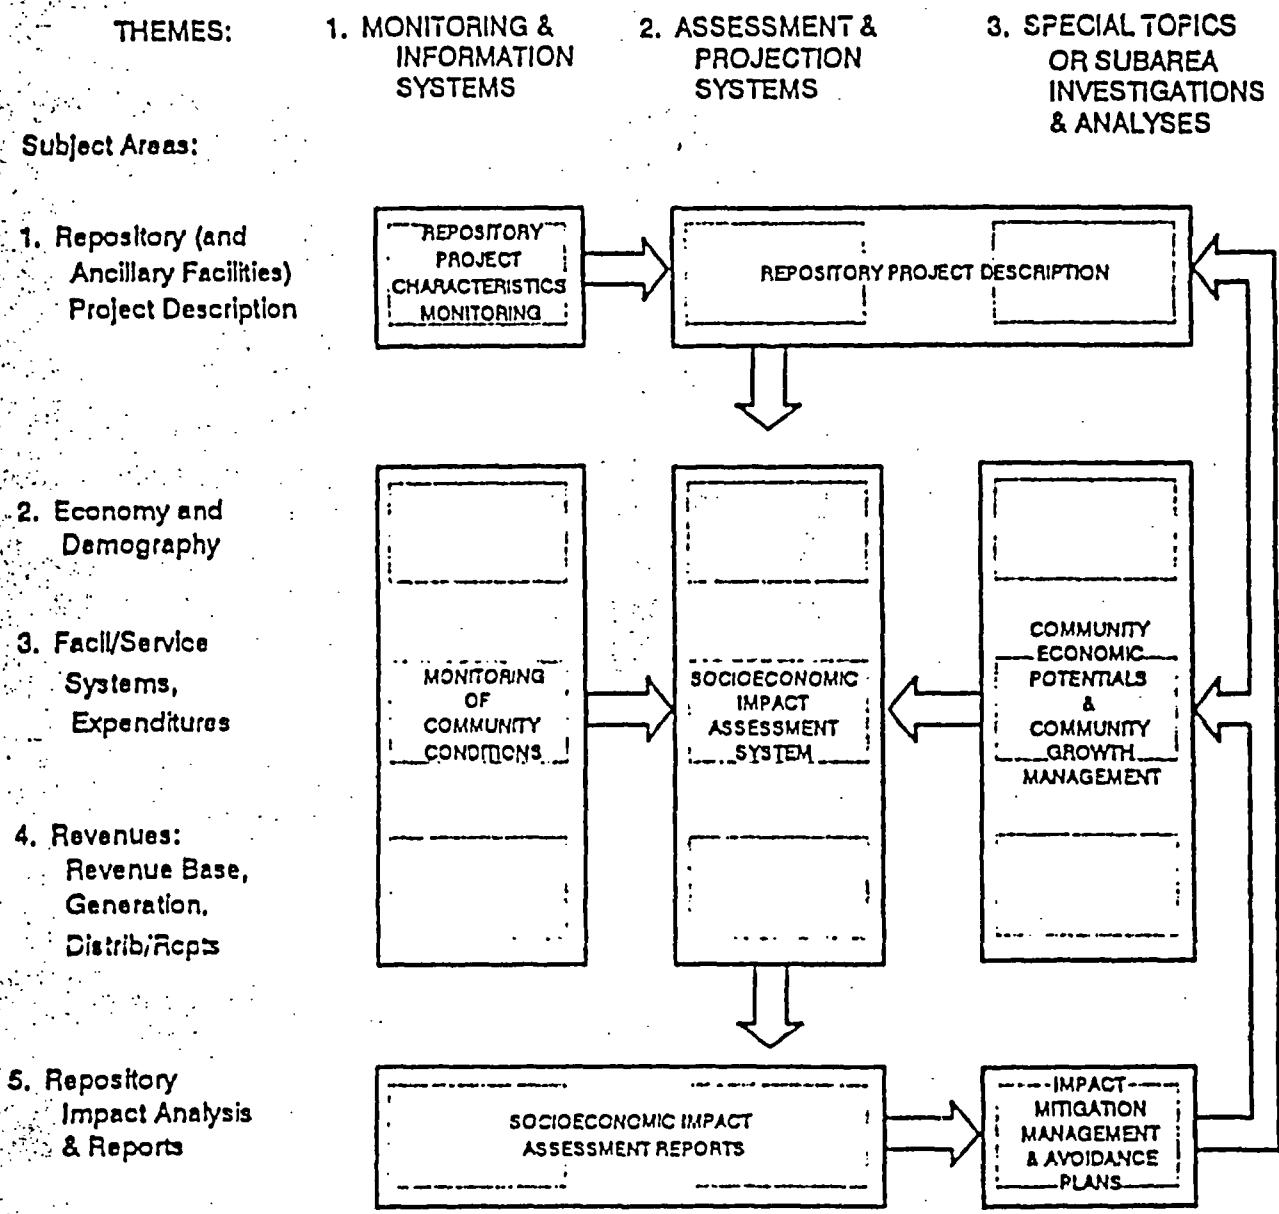 THEMES:
1. MONITORING &
INFORMATION
SYSTEMS
2. ASSESSMENT &
PROJECTION
SYSTEMS
3. SPECIAL TOPICS
OR SUBAREA
INVESTIGATIONS
& ANALYSES
Subject Areas:
1. Repository (and
Ancillary Facilities)
Project Description
REPOSITORY
PROJECT
CHARACTERISTICS
MONITORING
REPOSITORY PROJECT DESCRIPTION
2. Economy and
Demography
3. Facil/Service
Systems,
Expenditures
MONITORING
OF
COMMUNITY
CONDITIONS
SOCIOECONOMIC
IMPACT
ASSESSMENT
SYSTEM
COMMUNITY
ECONOMIC
POTENTIALS
&
COMMUNITY
GROWTH
MANAGEMENT
4. Revenues:
Revenue Base,
Generation,
Distrib/Rcpts
5. Repository
Impact Analysis
& Reports
SOCIOECONOMIC IMPACT
ASSESSMENT REPORTS
IMPACT
MITIGATION
MANAGEMENT
& AVOIDANCE
PLANS